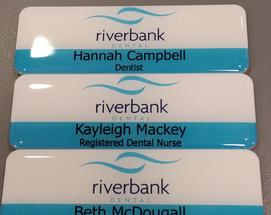 riverbank
DENTAL
Hannah Campbell
Dentist
riverbank
DENTAL
Kayleigh Mackey
Registered Dental Nurse
riverbank
DENTAL
Beth McDougall